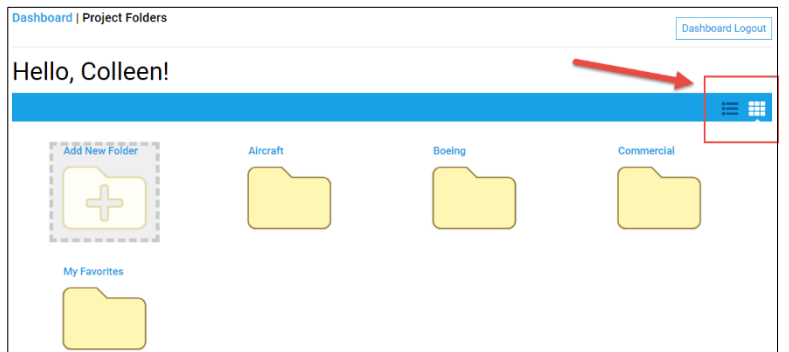 Dashboard | Project Folders
Dashboard Logout
Hello, Colleen!
Add New Folder
Aircraft
Boeing
Commercial
My Favorites